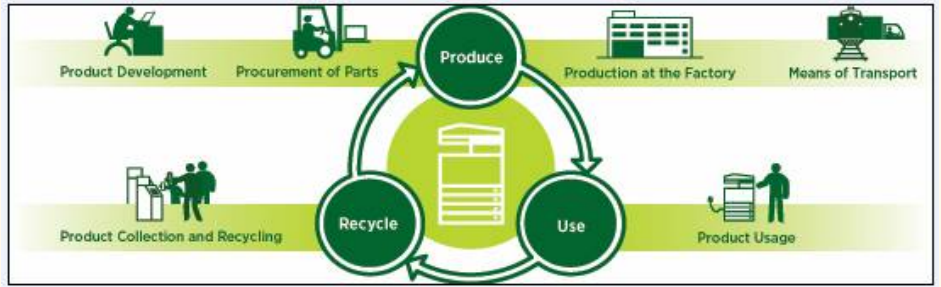 Product Development
Procurement of Parts
Produce
Production at the Factory
Means of Transport
Product Collection and Recycling
Recycle
Use
Product Usage